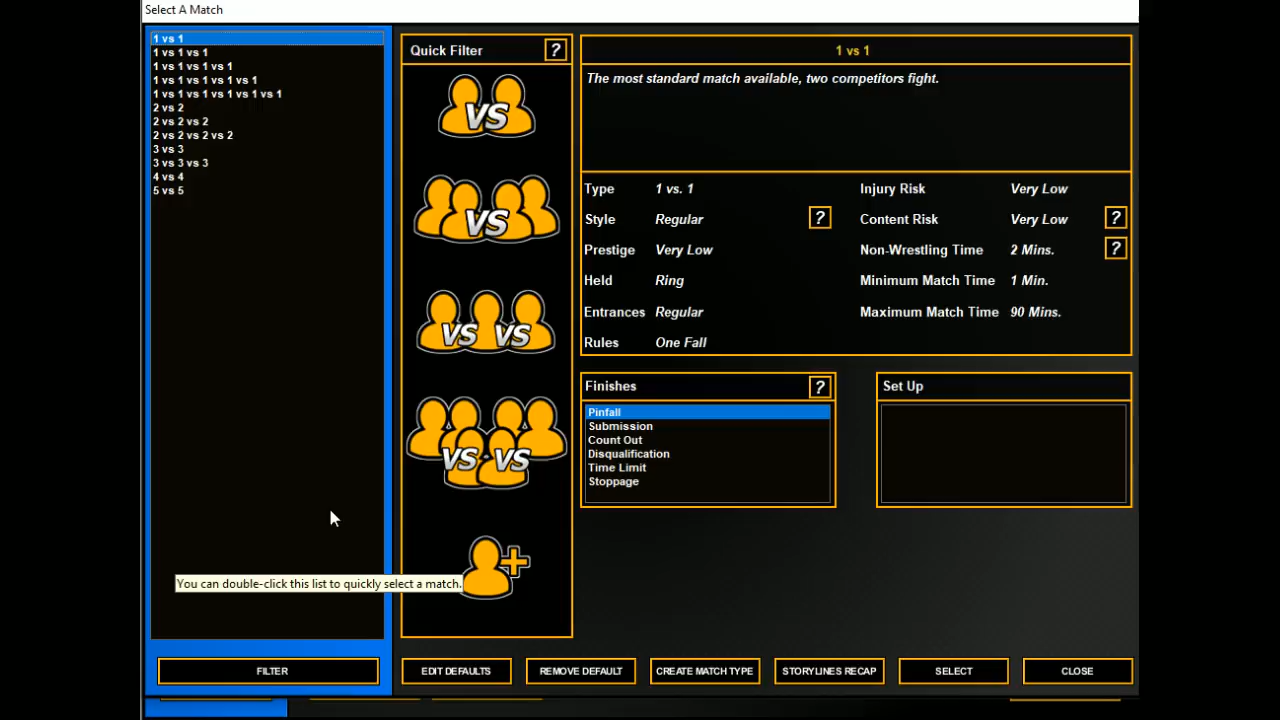 Select A Match
1 vs 1
1 vs 1 vs 1
1 vs 1 vs 1 vs 1
1 vs 1 vs 1 vs 1 vs 1
1 vs 1 vs 1 vs 1 vs 1 vs 1
2 vs 2
2 vs 2 vs 2
2 vs 2 vs 2 vs 2
3 vs 3
3 vs 3 vs 3
4 vs 4
5 vs 5
You can double-click this list to quickly select a match.
FILTER
Quick Filter ?
VS
VS
VS VS
VS VS
1 vs 1
The most standard match available, two competitors fight.
Type 1 vs. 1
Style Regular ?
Prestige Very Low
Held Ring
Entrances Regular
Rules One Fall
Injury Risk Very Low
Content Risk Very Low ?
Non-Wrestling Time 2 Mins. ?
Minimum Match Time 1 Min.
Maximum Match Time 90 Mins.
Finishes ?
Pinfall
Submission
Count Out
Disqualification
Time Limit
Stoppage
Set Up
EDIT DEFAULTS
REMOVE DEFAULT
CREATE MATCH TYPE
STORYLINES RECAP
SELECT
CLOSE